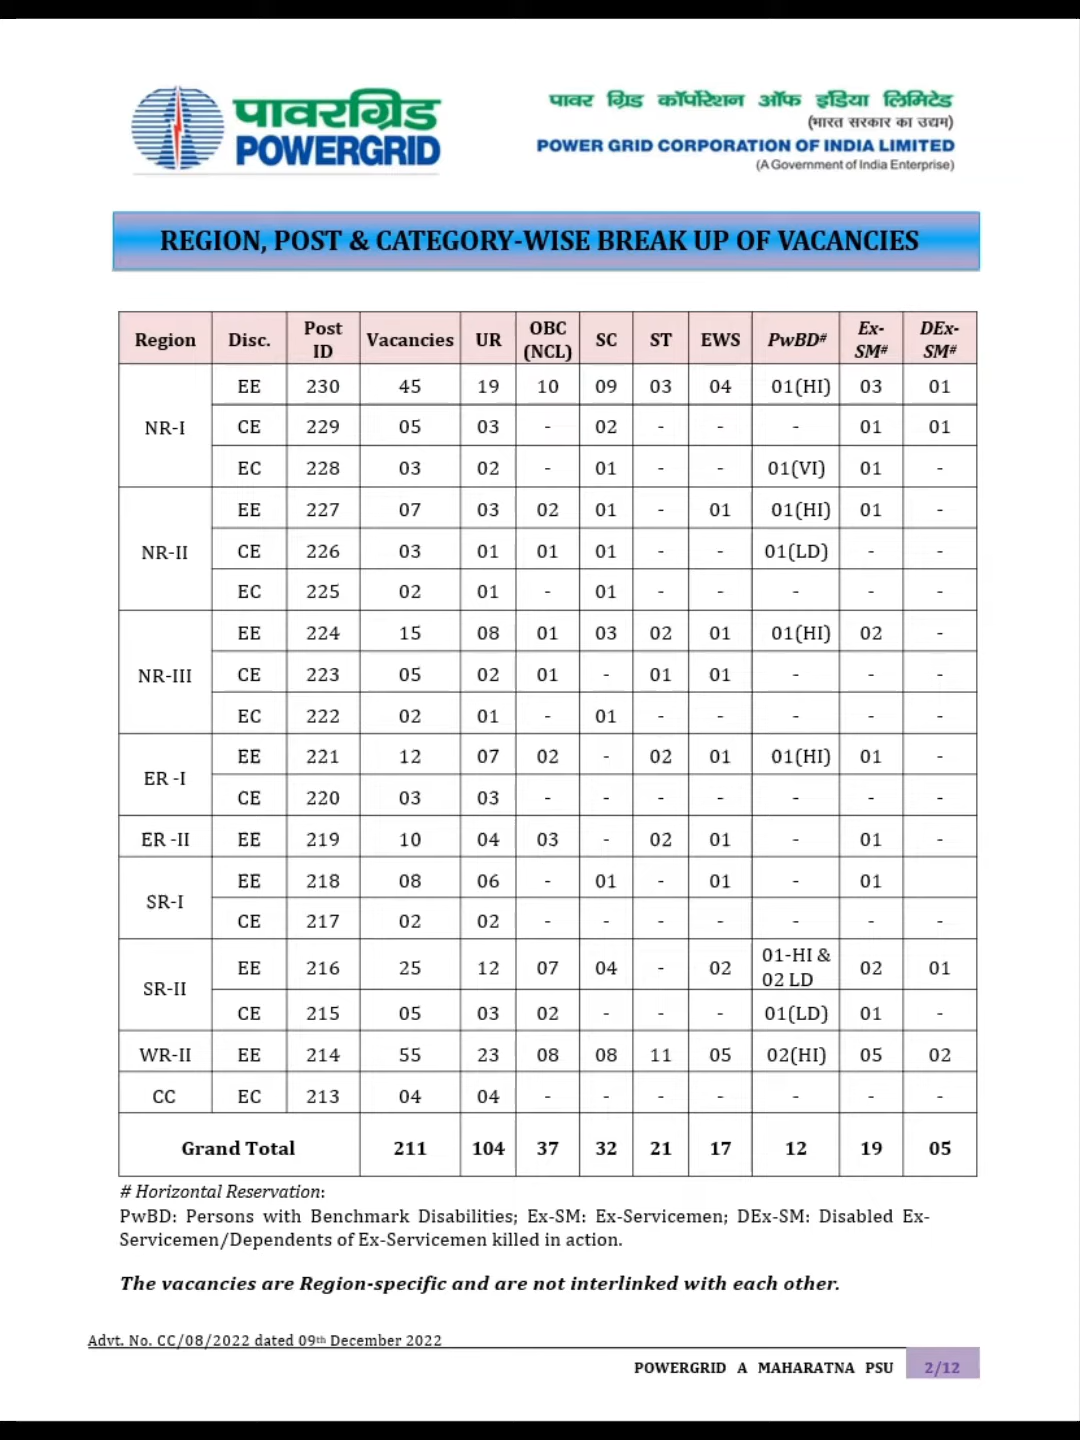 पावरग्रिड
POWERGRID
पावर ग्रिड कॉर्पोरेशन ऑफ इंडिया लिमिटेड
(भारत सरकार का उद्यम)
POWER GRID CORPORATION OF INDIA LIMITED
(A Government of India Enterprise)
REGION, POST & CATEGORY-WISE BREAK UP OF VACANCIES
Region Disc. Post ID Vacancies UR OBC (NCL) SC ST EWS PwBD# Ex-SM# DEx-SM#
NR-I EE 230 45 19 10 09 03 04 01(HI) 03 01
CE 229 05 03 - 02 - - - 01 01
EC 228 03 02 - 01 - - 01(VI) 01 -
NR-II EE 227 07 03 02 01 - 01 01(HI) 01 -
CE 226 03 01 01 01 - - 01(LD) - -
EC 225 02 01 - 01 - - - - -
NR-III EE 224 15 08 01 03 02 01 01(HI) 02 -
CE 223 05 02 01 - 01 01 - - -
EC 222 02 01 - 01 - - - - -
ER -I EE 221 12 07 02 - 02 01 01(HI) 01 -
CE 220 03 03 - - - - - - -
ER -II EE 219 10 04 03 - 02 01 - 01 -
SR-I EE 218 08 06 - 01 - 01 - 01
CE 217 02 02 - - - - - - -
SR-II EE 216 25 12 07 04 - 02 01-HI & 02 LD 02 01
CE 215 05 03 02 - - - 01(LD) 01 -
WR-II EE 214 55 23 08 08 11 05 02(HI) 05 02
CC EC 213 04 04 - - - - - - -
Grand Total 211 104 37 32 21 17 12 19 05
# Horizontal Reservation:
PwBD: Persons with Benchmark Disabilities; Ex-SM: Ex-Servicemen; DEx-SM: Disabled Ex-
Servicemen/Dependents of Ex-Servicemen killed in action.
The vacancies are Region-specific and are not interlinked with each other.
Advt. No. CC/08/2022 dated 09th December 2022
POWERGRID A MAHARATNA PSU 2/12